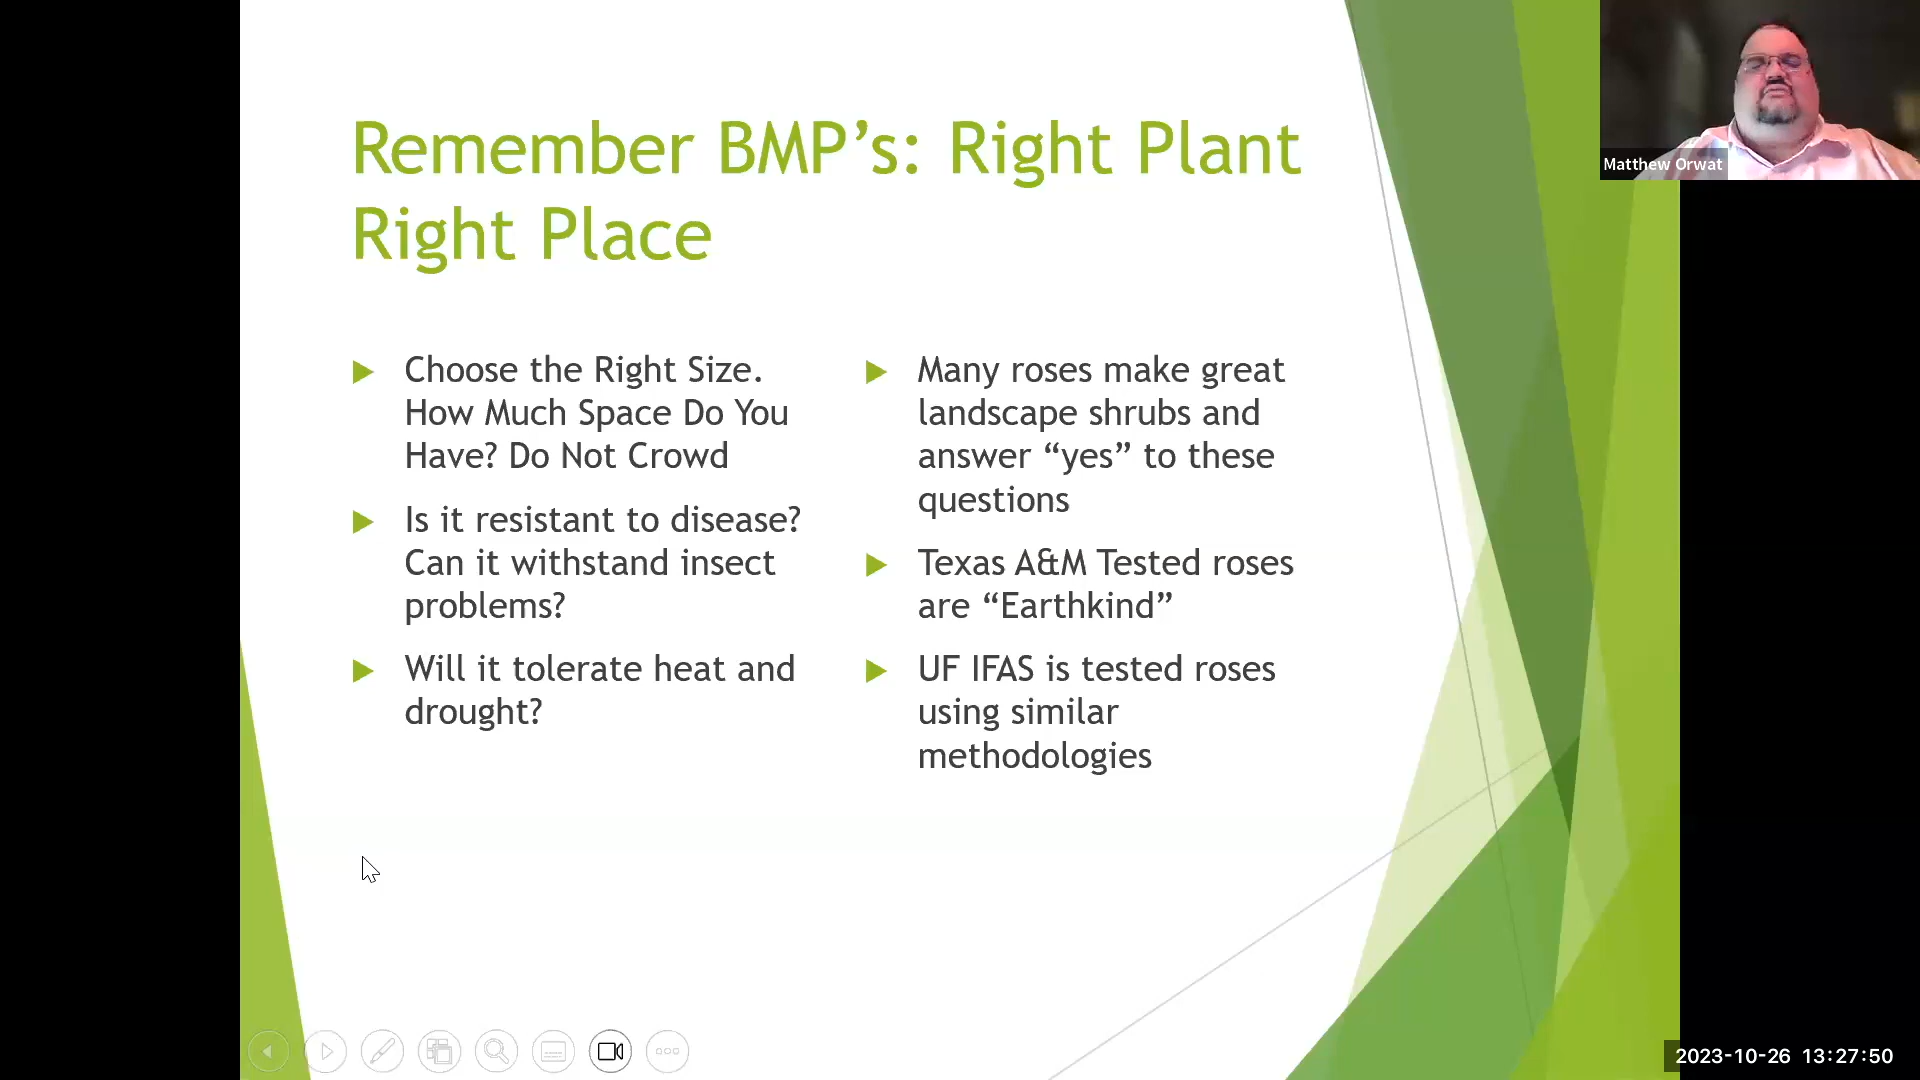 Remember BMP’s: Right Plant
Right Place
Choose the Right Size.
How Much Space Do You
Have? Do Not Crowd
Is it resistant to disease?
Can it withstand insect
problems?
Will it tolerate heat and
drought?
Many roses make great
landscape shrubs and
answer “yes” to these
questions
Texas A&M Tested roses
are “Earthkind”
UF IFAS is tested roses
using similar
methodologies
Matthew Orwat
2023-10-26 13:27:50